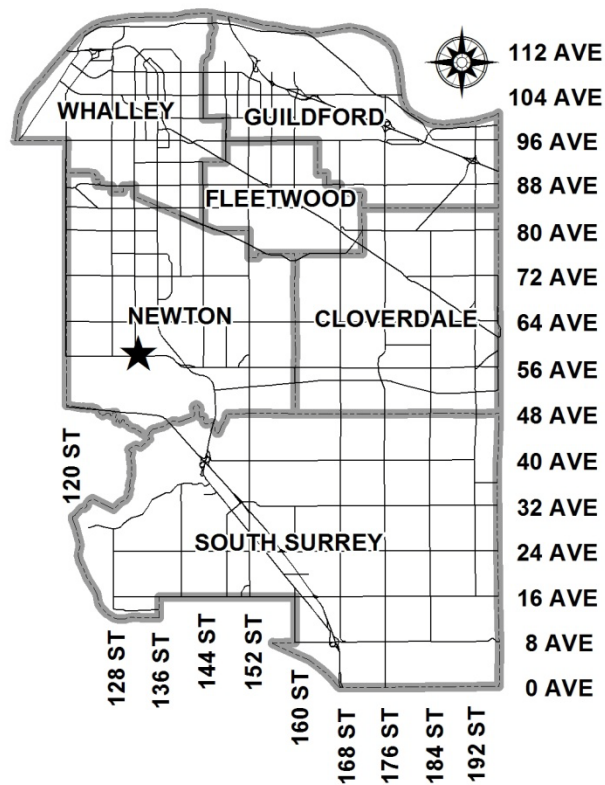 112 AVE
104 AVE
WHALLEY
GUILDFORD
96 AVE
88 AVE
FLEETWOOD
80 AVE
72 AVE
NEWTON
CLOVERDALE
64 AVE
56 AVE
48 AVE
120 ST
40 AVE
32 AVE
SOUTH SURREY
24 AVE
16 AVE
8 AVE
0 AVE
128 ST
136 ST
144 ST
152 ST
160 ST
168 ST
176 ST
184 ST
192 ST